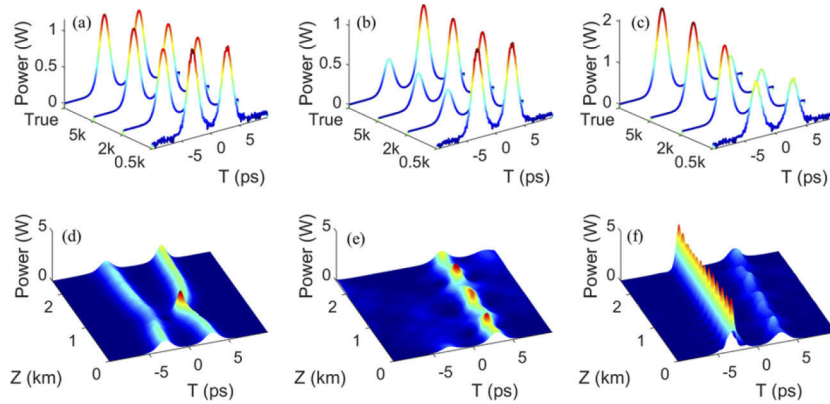 (a)
Power (W)
1
0.5
0
True
5k
2k
0.5k
-5
0
5
T (ps)
(b)
Power (W)
1
0.5
0
True
5k
2k
0.5k
-5
0
5
T (ps)
(c)
Power (W)
2
1
0
True
5k
2k
0.5k
-5
0
5
T (ps)
(d)
Power (W)
5
0
2
1
0
Z (km)
-5
0
5
T (ps)
(e)
Power (W)
5
0
2
1
0
Z (km)
-5
0
5
T (ps)
(f)
Power (W)
5
0
2
1
0
Z (km)
-5
0
5
T (ps)